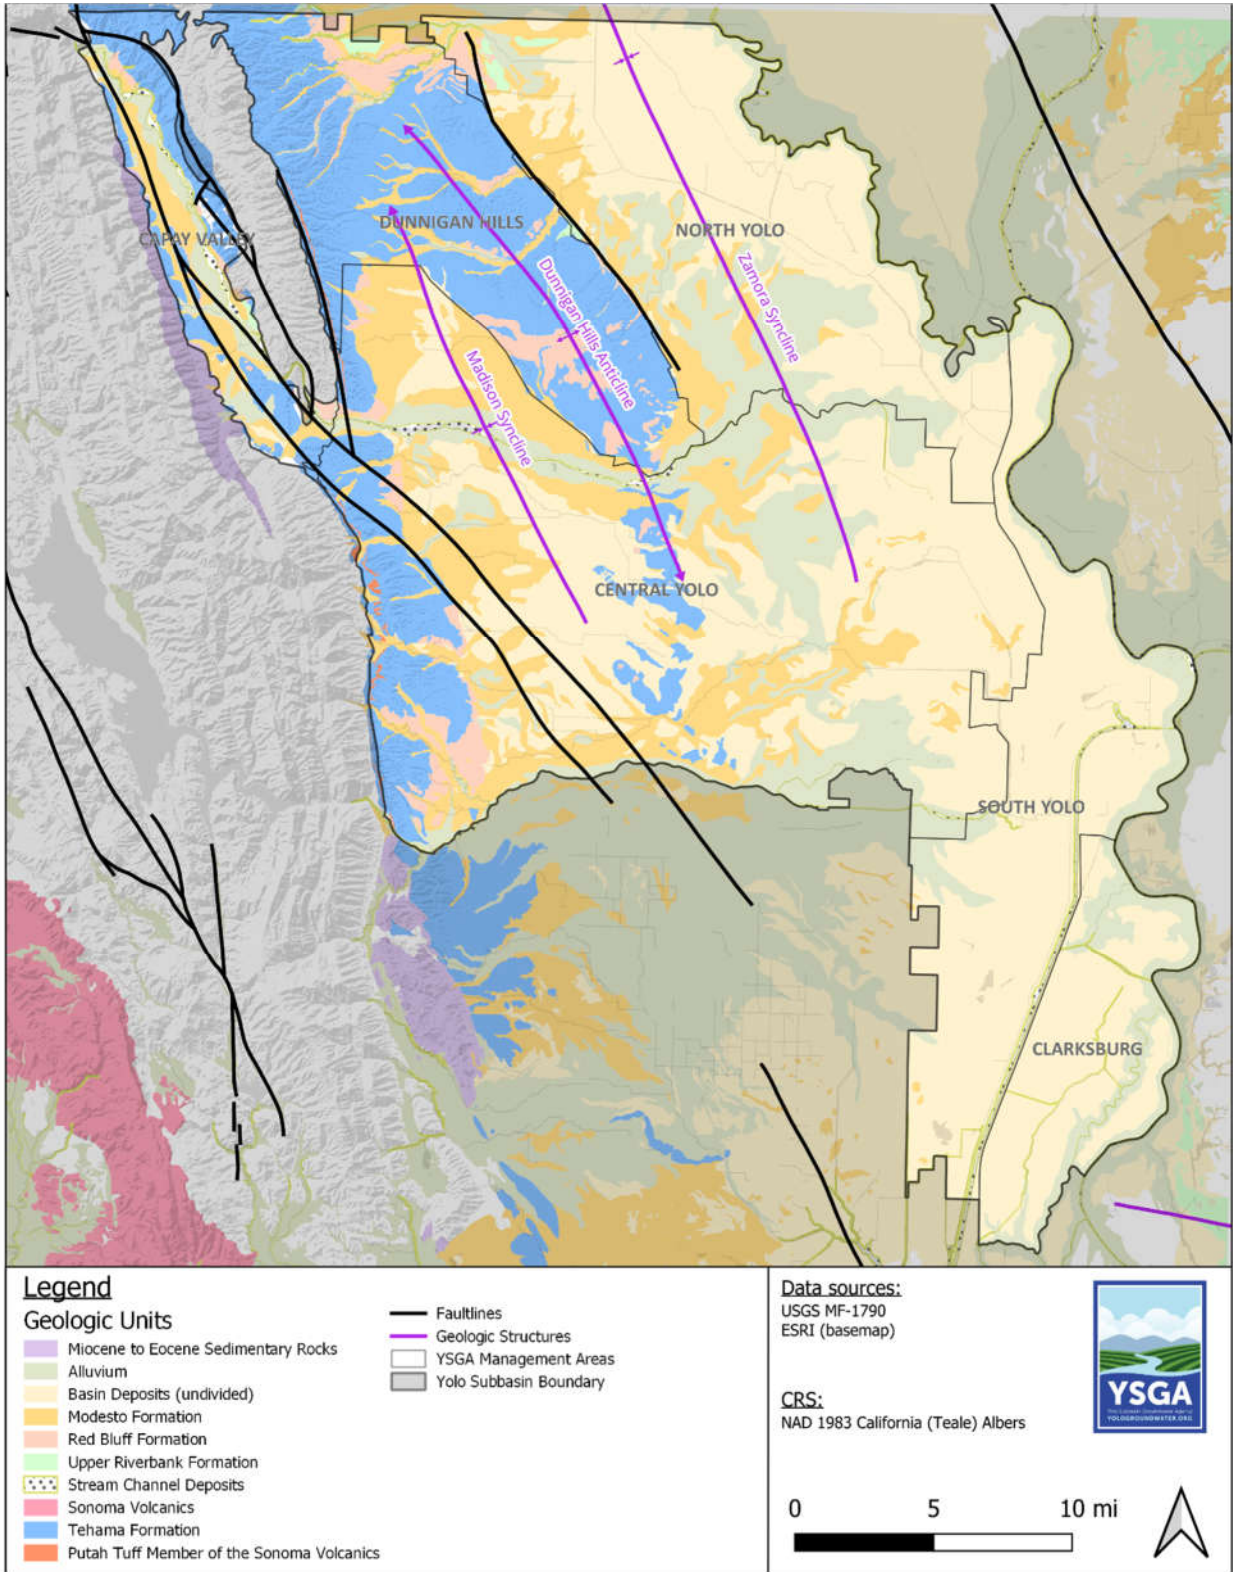 CAPAY VALLEY
DUNNIGAN HILLS
NORTH YOLO
Zamora Syncline
Dunnigan Hills Anticline
Madison Syncline
CENTRAL YOLO
SOUTH YOLO
CLARKSBURG
Legend
Geologic Units
Miocene to Eocene Sedimentary Rocks
Alluvium
Basin Deposits (undivided)
Modesto Formation
Red Bluff Formation
Upper Riverbank Formation
Stream Channel Deposits
Sonoma Volcanics
Tehama Formation
Putah Tuff Member of the Sonoma Volcanics
Faultlines
Geologic Structures
YSGA Management Areas
Yolo Subbasin Boundary
Data sources:
USGS MF-1790
ESRI (basemap)
CRS:
NAD 1983 California (Teale) Albers
YSGA
YOLOGROUNDWATER.ORG
0 5 10 mi